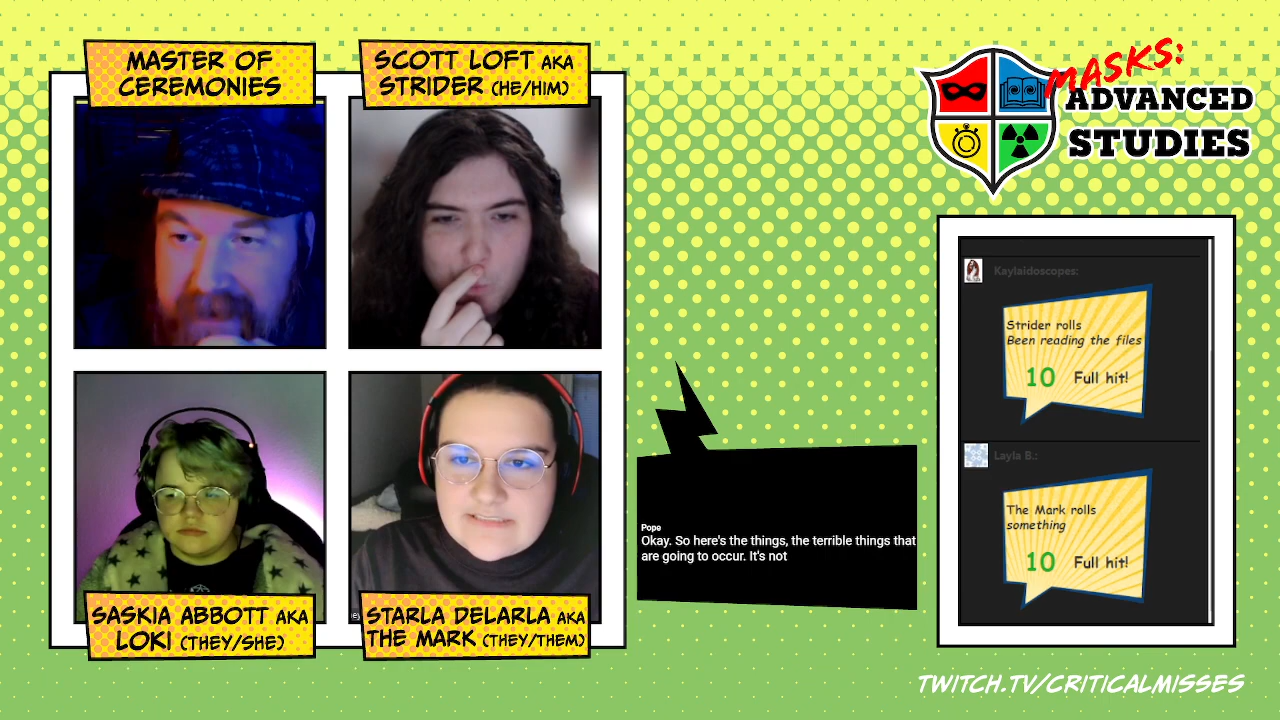 MASTER OF
CEREMONIES
SCOTT LOFT AKA
STRIDER (HE/HIM)
SASKIA ABBOTT AKA
LOKI (THEY/SHE)
STARLA DELARLA AKA
THE MARK (THEY/THEM)
Pope
Okay. So here's the things, the terrible things that
are going to occur. It's not
MASKS:
ADVANCED
STUDIES
Kaylaidoscopes:
Strider rolls
Been reading the files
10 Full hit!
Layla B.:
The Mark rolls
something
10 Full hit!
TWITCH.TV/CRITICALMISSES